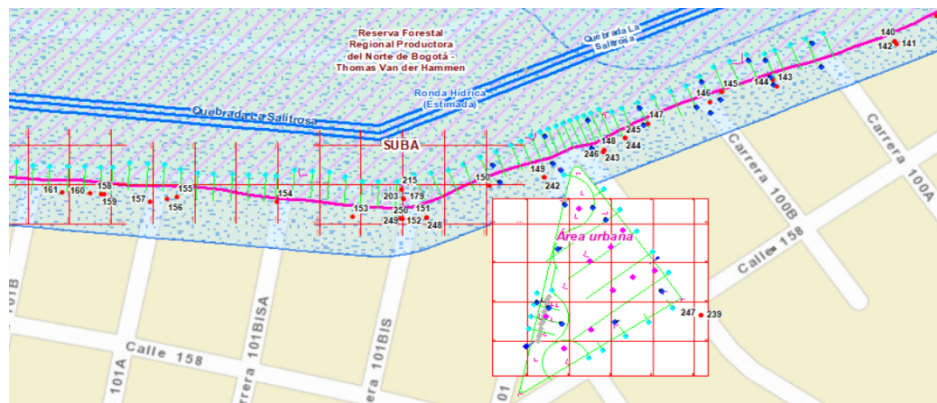 Reserva Forestal
Regional Productora
del Norte de Bogotá -
Thomas Van der Hammen
Quebrada La
Salitrosa
Ronda Hídrica
(Estimada)
Quebrada La Salitrosa
SUBA
140
142
141
143
144
145
146
147
245
244
148
246
243
149
242
150
215
203
179
250
151
249
152
248
153
154
155
156
157
158
159
160
161
Área urbana
247
239
Carrera 100A
Carrera 100B
Calle 158
Calle 158
101B
101A
rrera 101BISA
Carrera 101BIS
01